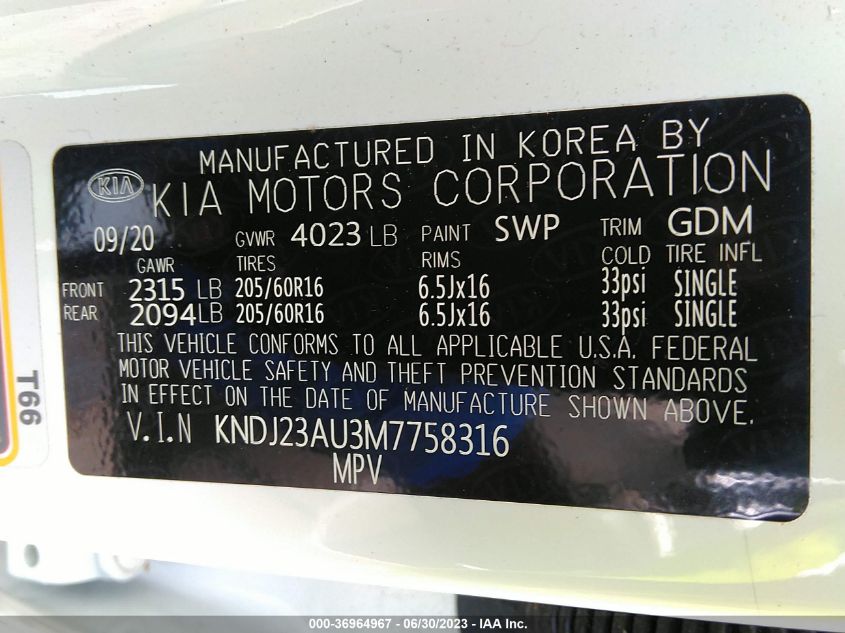 MANUFACTURED IN KOREA BY
KIA KIA MOTORS CORPORATION
09/20 GVWR 4023 LB PAINT SWP TRIM GDM
GAWR TIRES RIMS COLD TIRE INFL
FRONT 2315 LB 205/60R16 6.5Jx16 33psi SINGLE
REAR 2094LB 205/60R16 6.5Jx16 33psi SINGLE
THIS VEHICLE CONFORMS TO ALL APPLICABLE U.S.A. FEDERAL
MOTOR VEHICLE SAFETY AND THEFT PREVENTION STANDARDS
IN EFFECT ON THE DATE OF MANUFACTURE SHOWN ABOVE.
V.I.N KNDJ23AU3M7758316
MPV
T66
000-36964967 - 06/30/2023 - IAA Inc.